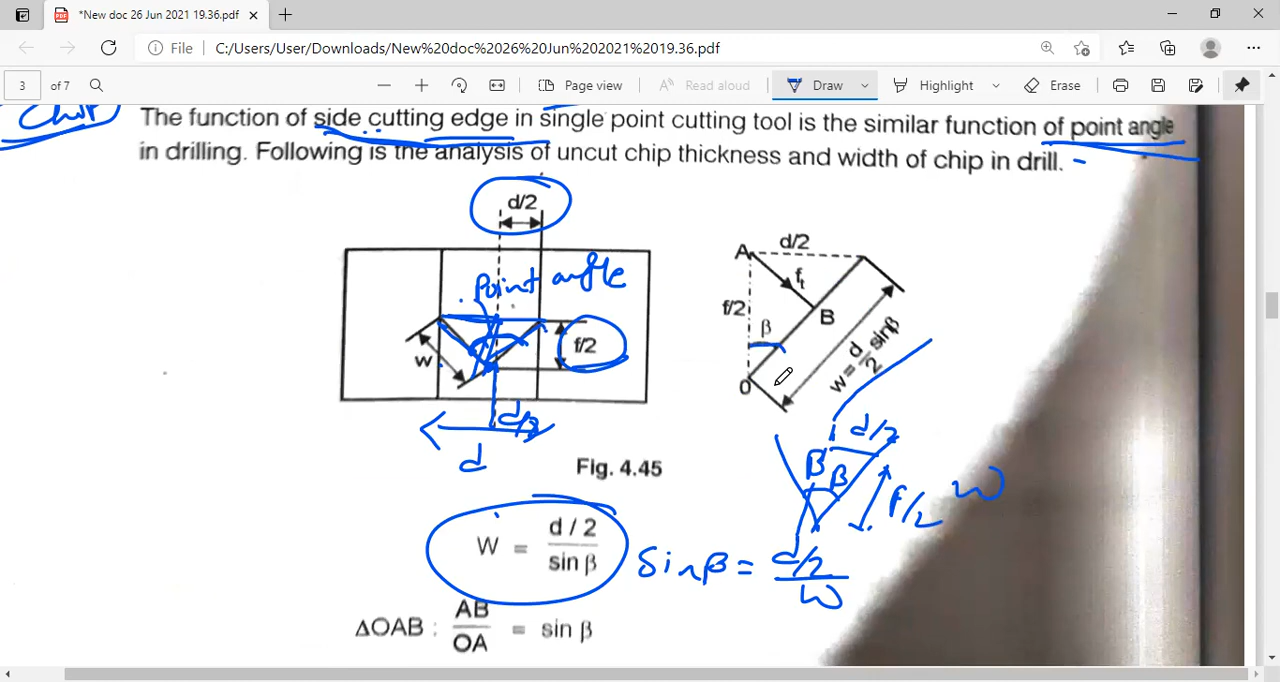 *New doc 26 Jun 2021 19.36.pdf
File
C:/Users/User/Downloads/New%20doc%2026%20Jun%202021%2019.36.pdf
3 of 7
Page view
Read aloud
Draw
Highlight
Erase
The function of side cutting edge in single point cutting tool is the similar function of point angle
in drilling. Following is the analysis of uncut chip thickness and width of chip in drill.
d/2
Point angle
f/2
w
d/2
d
A
d/2
f/2
f₁
β
B
O
w = d/2 sinβ
d/2
β
β
f/2
W
Fig. 4.45
W = d / 2 / sin β
Sinβ = d/2 / W
ΔOAB : AB / OA = sin β